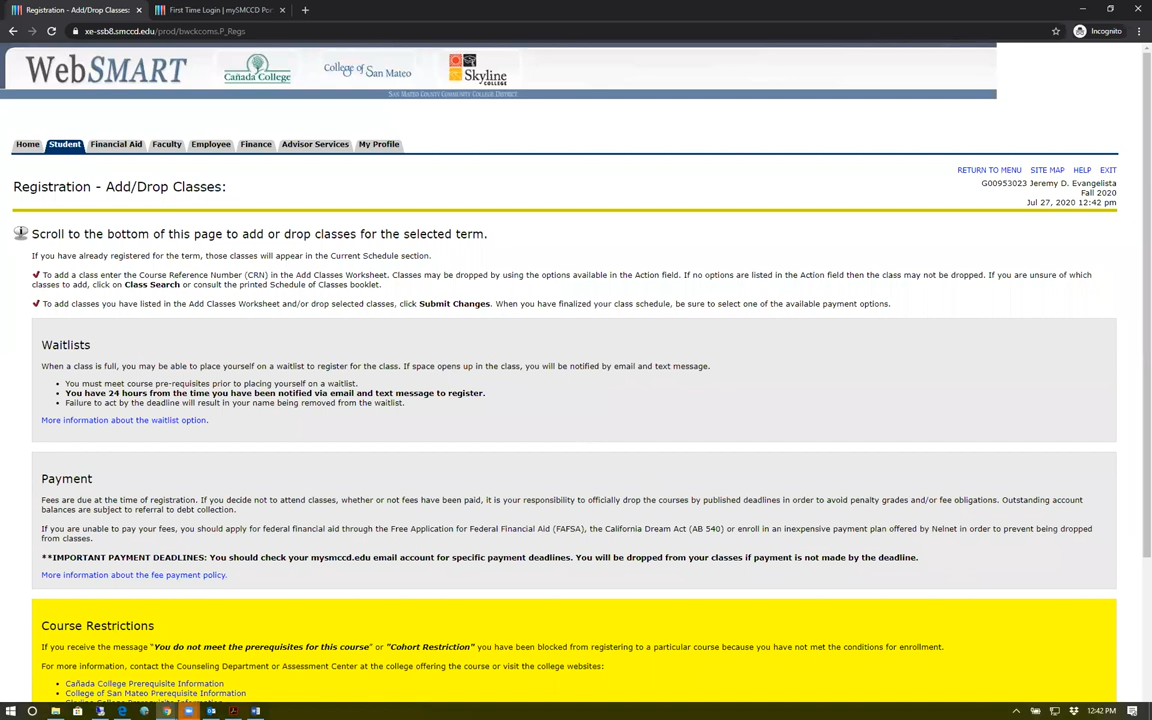 Registration - Add/Drop Classes:
First Time Login | mySMCCD Por
xe-ssb8.smccd.edu/prod/bwckcoms.P_Regs
Incognito
WebSMART
Cañada College
College of San Mateo
Skyline
COLLEGE
SAN MATEO COUNTY COMMUNITY COLLEGE DISTRICT
Home Student Financial Aid Faculty Employee Finance Advisor Services My Profile
RETURN TO MENU SITE MAP HELP EXIT
Registration - Add/Drop Classes:
G00953023 Jeremy D. Evangelista
Fall 2020
Jul 27, 2020 12:42 pm
Scroll to the bottom of this page to add or drop classes for the selected term.
If you have already registered for the term, those classes will appear in the Current Schedule section.
To add a class enter the Course Reference Number (CRN) in the Add Classes Worksheet. Classes may be dropped by using the options available in the Action field. If no options are listed in the Action field then the class may not be dropped. If you are unsure of which
classes to add, click on Class Search or consult the printed Schedule of Classes booklet.
To add classes you have listed in the Add Classes Worksheet and/or drop selected classes, click Submit Changes. When you have finalized your class schedule, be sure to select one of the available payment options.
Waitlists
When a class is full, you may be able to place yourself on a waitlist to register for the class. If space opens up in the class, you will be notified by email and text message.
• You must meet course pre-requisites prior to placing yourself on a waitlist.
• You have 24 hours from the time you have been notified via email and text message to register.
• Failure to act by the deadline will result in your name being removed from the waitlist.
More information about the waitlist option.
Payment
Fees are due at the time of registration. If you decide not to attend classes, whether or not fees have been paid, it is your responsibility to officially drop the courses by published deadlines in order to avoid penalty grades and/or fee obligations. Outstanding account
balances are subject to referral to debt collection.
If you are unable to pay your fees, you should apply for federal financial aid through the Free Application for Federal Financial Aid (FAFSA), the California Dream Act (AB 540) or enroll in an inexpensive payment plan offered by Nelnet in order to prevent being dropped
from classes.
**IMPORTANT PAYMENT DEADLINES: You should check your mysmccd.edu email account for specific payment deadlines. You will be dropped from your classes if payment is not made by the deadline.
More information about the fee payment policy.
Course Restrictions
If you receive the message "You do not meet the prerequisites for this course" or "Cohort Restriction" you have been blocked from registering to a particular course because you have not met the conditions for enrollment.
For more information, contact the Counseling Department or Assessment Center at the college offering the course or visit the college websites:
• Cañada College Prerequisite Information
• College of San Mateo Prerequisite Information
12:42 PM